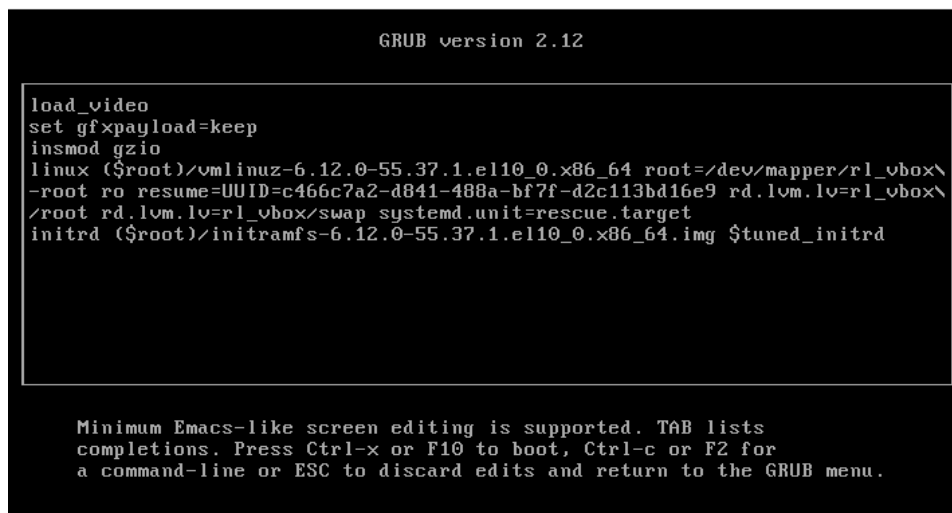 GRUB version 2.12
load_video
set gfxpayload=keep
insmod gzio
linux ($root)/vmlinuz-6.12.0-55.37.1.el10_0.x86_64 root=/dev/mapper/rl_vbox\
-root ro resume=UUID=c466c7a2-d841-488a-bf7f-d2c113bd16e9 rd.lvm.lv=rl_vbox\
/root rd.lvm.lv=rl_vbox/swap systemd.unit=rescue.target
initrd ($root)/initramfs-6.12.0-55.37.1.el10_0.x86_64.img $tuned_initrd
Minimum Emacs-like screen editing is supported. TAB lists
completions. Press Ctrl-x or F10 to boot, Ctrl-c or F2 for
a command-line or ESC to discard edits and return to the GRUB menu.